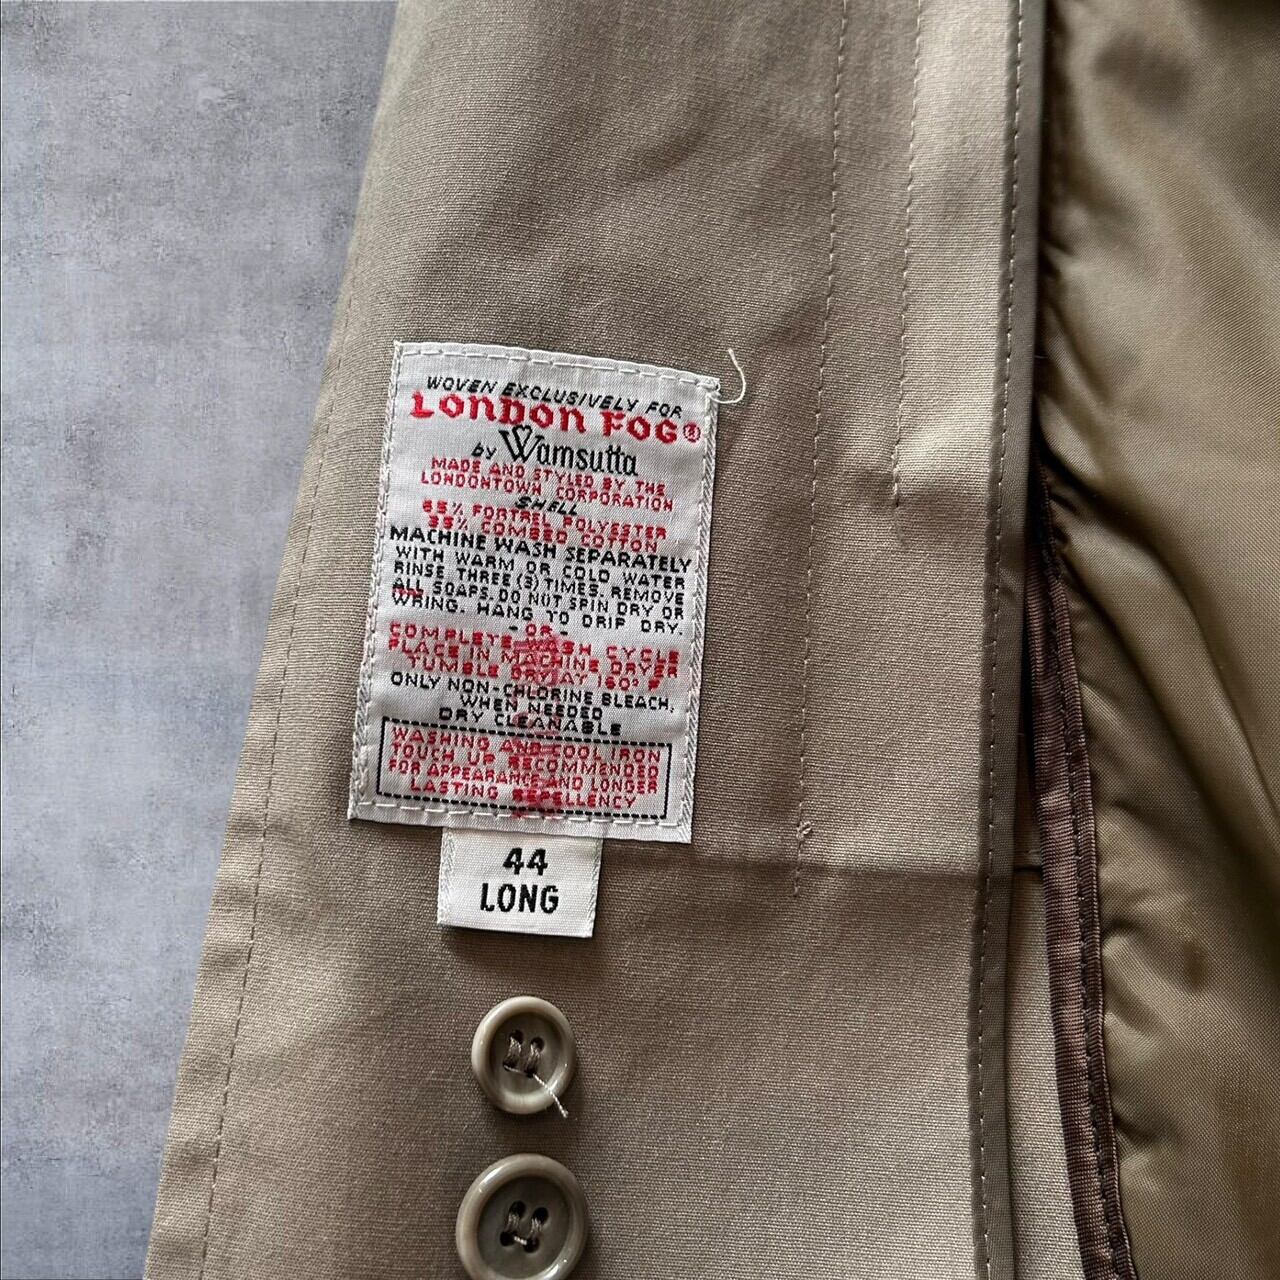 WOVEN EXCLUSIVELY FOR
LONDON FOG®
by Wamsutta
MADE AND STYLED BY THE
LONDONTOWN CORPORATION
SHELL
65% FORTREL POLYESTER
35% COMBED COTTON
MACHINE WASH SEPARATELY
WITH WARM OR COLD WATER
RINSE THREE (3) TIMES. REMOVE
ALL SOAPS. DO NOT SPIN DRY OR
WRING. HANG TO DRIP DRY.
- OR -
COMPLETE WASH CYCLE
PLACE IN MACHINE DRYER
TUMBLE DRY AT 160° F
ONLY NON-CHLORINE BLEACH,
WHEN NEEDED
DRY CLEANABLE
WASHING AND COOL IRON
TOUCH UP RECOMMENDED
FOR APPEARANCE AND LONGER
LASTING REPELLENCY
44
LONG